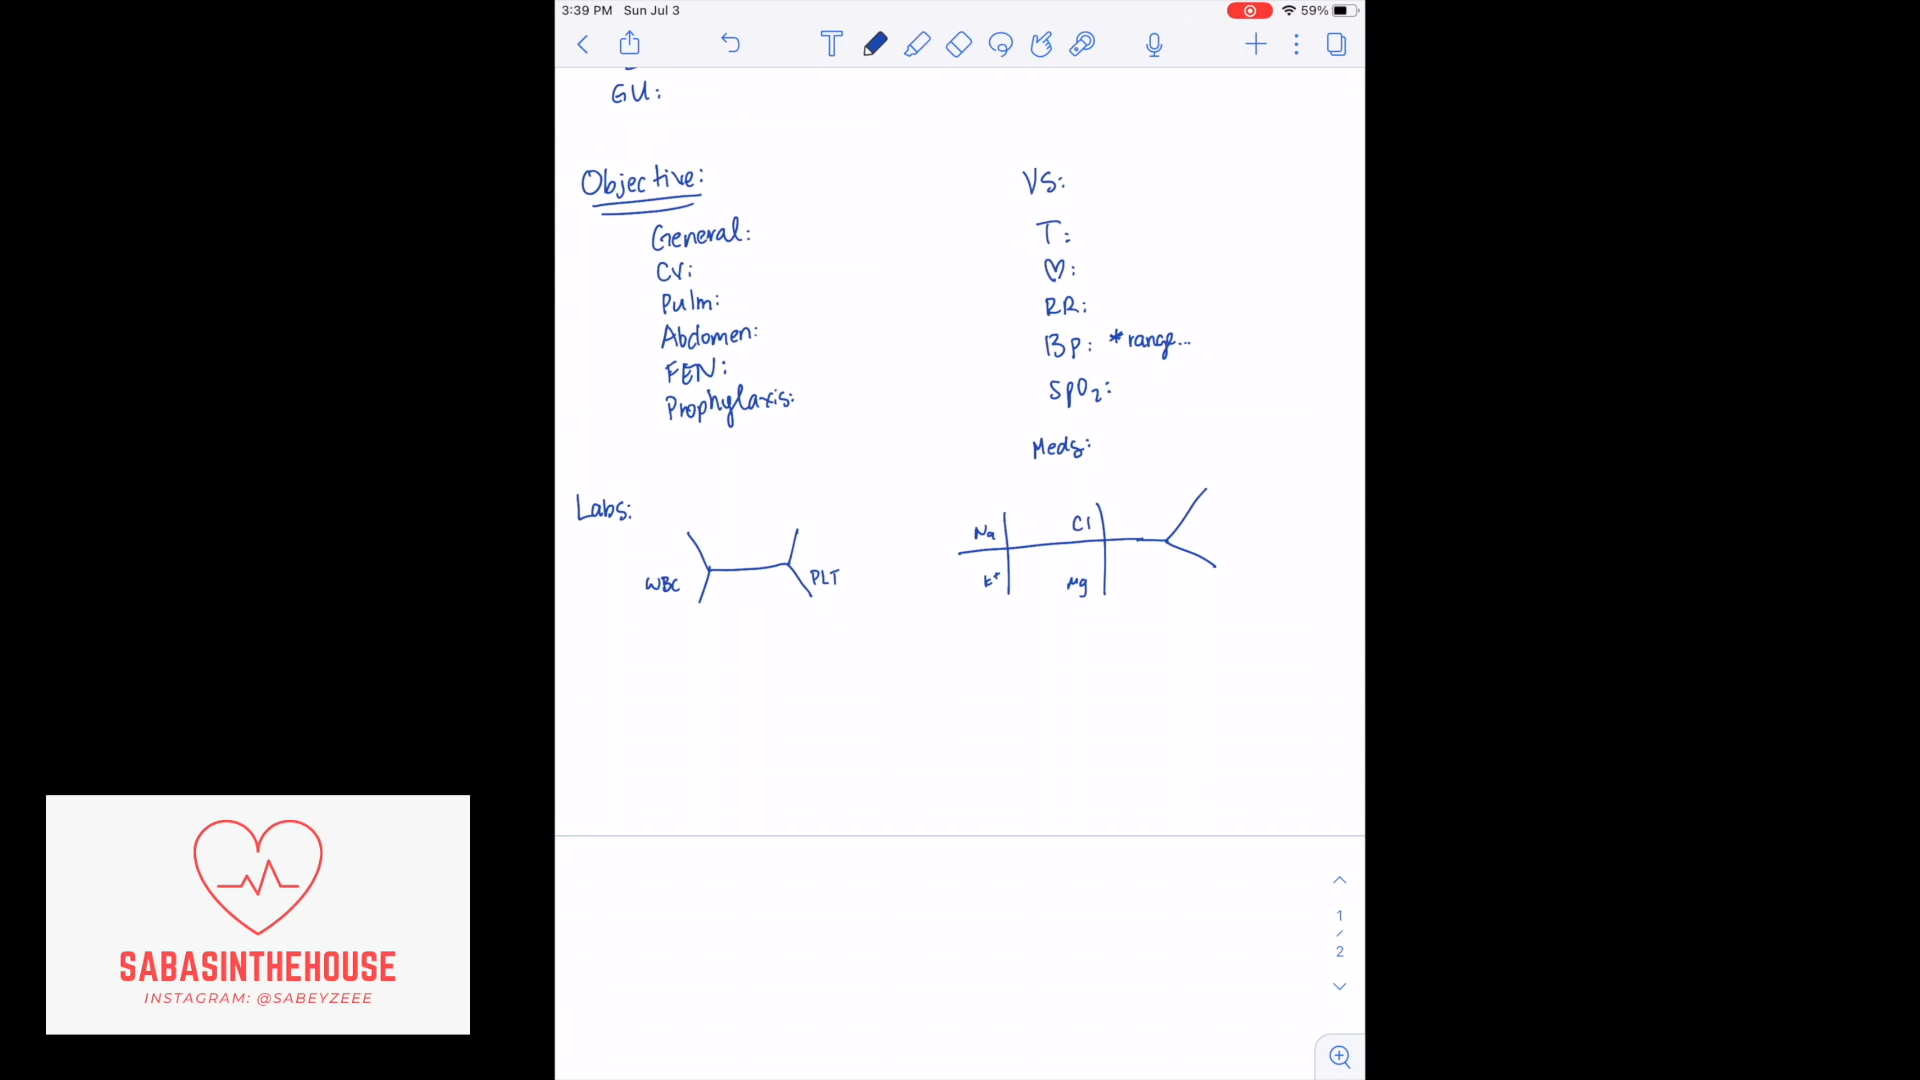 3:39 PM Sun Jul 3
59%
GU:
Objective:
General:
CV:
Pulm:
Abdomen:
FEN:
Prophylaxis:
VS:
T:
♡:
RR:
BP: *range...
SpO₂:
Meds:
Labs:
WBC
PLT
Na
Cl
K+
Mg
1
/
2
SABASINTHEHOUSE
INSTAGRAM: @SABEYZEEE